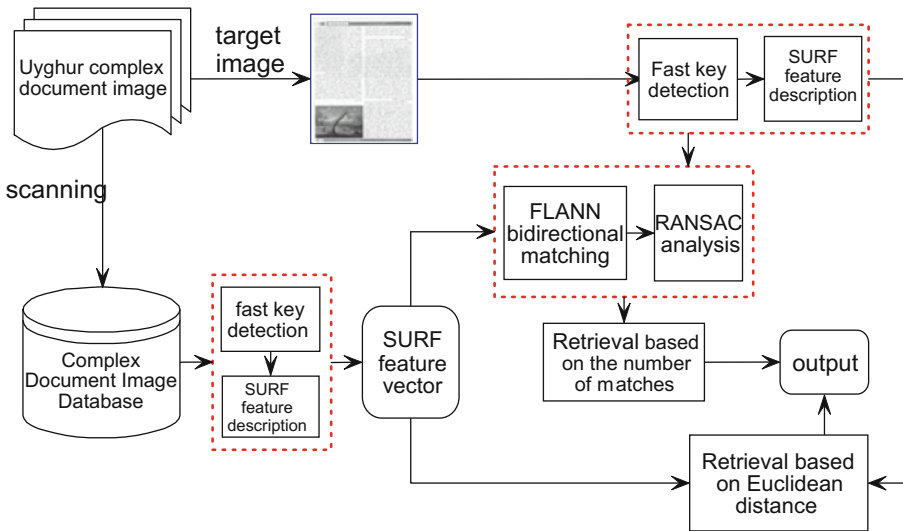 Uyghur complex
document image
target
image
Fast key
detection
SURF
feature
description
scanning
FLANN
bidirectional
matching
RANSAC
analysis
fast key
detection
SURF
feature
description
Complex
Document Image
Database
SURF
feature
vector
Retrieval based
on the number
of matches
output
Retrieval based
on Euclidean
distance